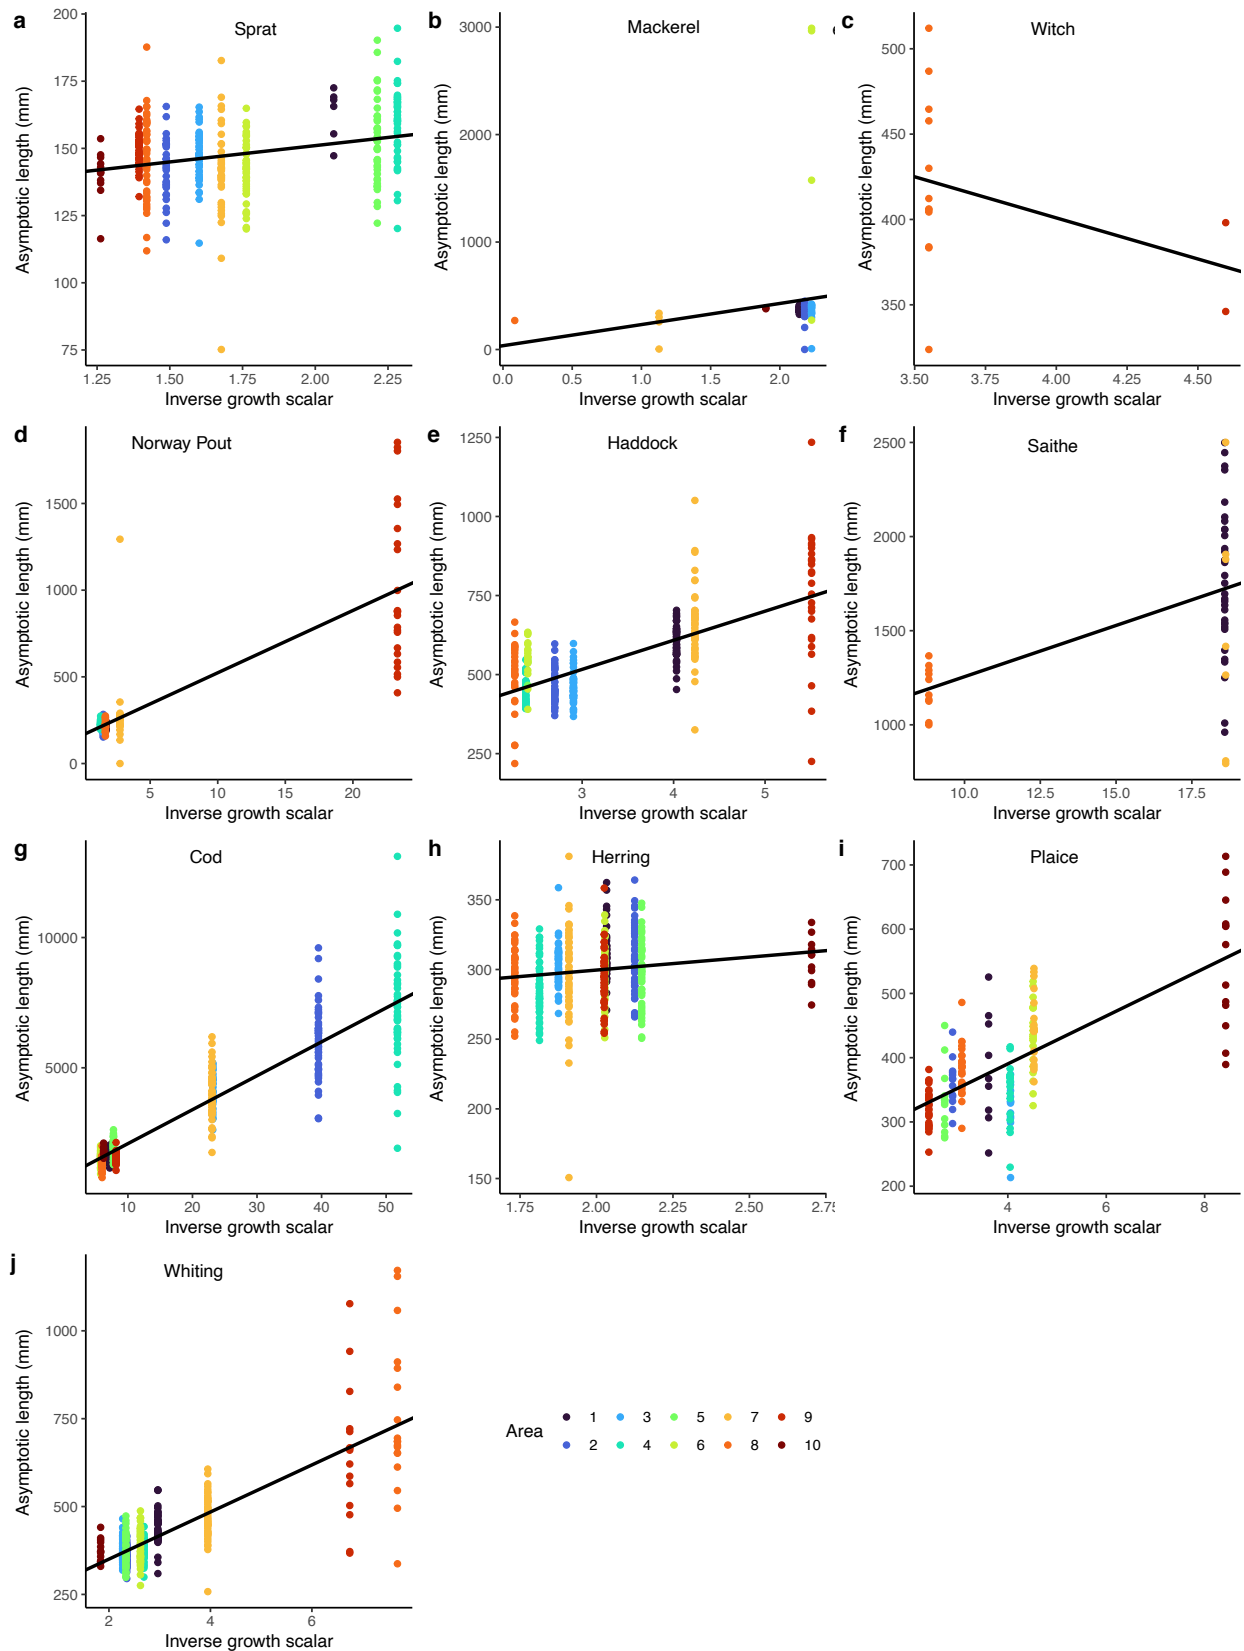 a Sprat
200
175
150
125
100
75
Asymptotic length (mm)
1.25 1.50 1.75 2.00 2.25
Inverse growth scalar
b Mackerel
3000
2000
1000
0
Asymptotic length (mm)
0.0 0.5 1.0 1.5 2.0
Inverse growth scalar
c Witch
500
450
400
350
Asymptotic length (mm)
3.50 3.75 4.00 4.25 4.50
Inverse growth scalar
d Norway Pout
1500
1000
500
0
Asymptotic length (mm)
5 10 15 20
Inverse growth scalar
e Haddock
1250
1000
750
500
250
Asymptotic length (mm)
3 4 5
Inverse growth scalar
f Saithe
2500
2000
1500
1000
Asymptotic length (mm)
10.0 12.5 15.0 17.5
Inverse growth scalar
g Cod
10000
5000
Asymptotic length (mm)
10 20 30 40 50
Inverse growth scalar
h Herring
350
300
250
200
150
Asymptotic length (mm)
1.75 2.00 2.25 2.50 2.75
Inverse growth scalar
i Plaice
700
600
500
400
300
200
Asymptotic length (mm)
4 6 8
Inverse growth scalar
j Whiting
1000
750
500
250
Asymptotic length (mm)
2 4 6
Inverse growth scalar
Area
1 3 5 7 9
2 4 6 8 10